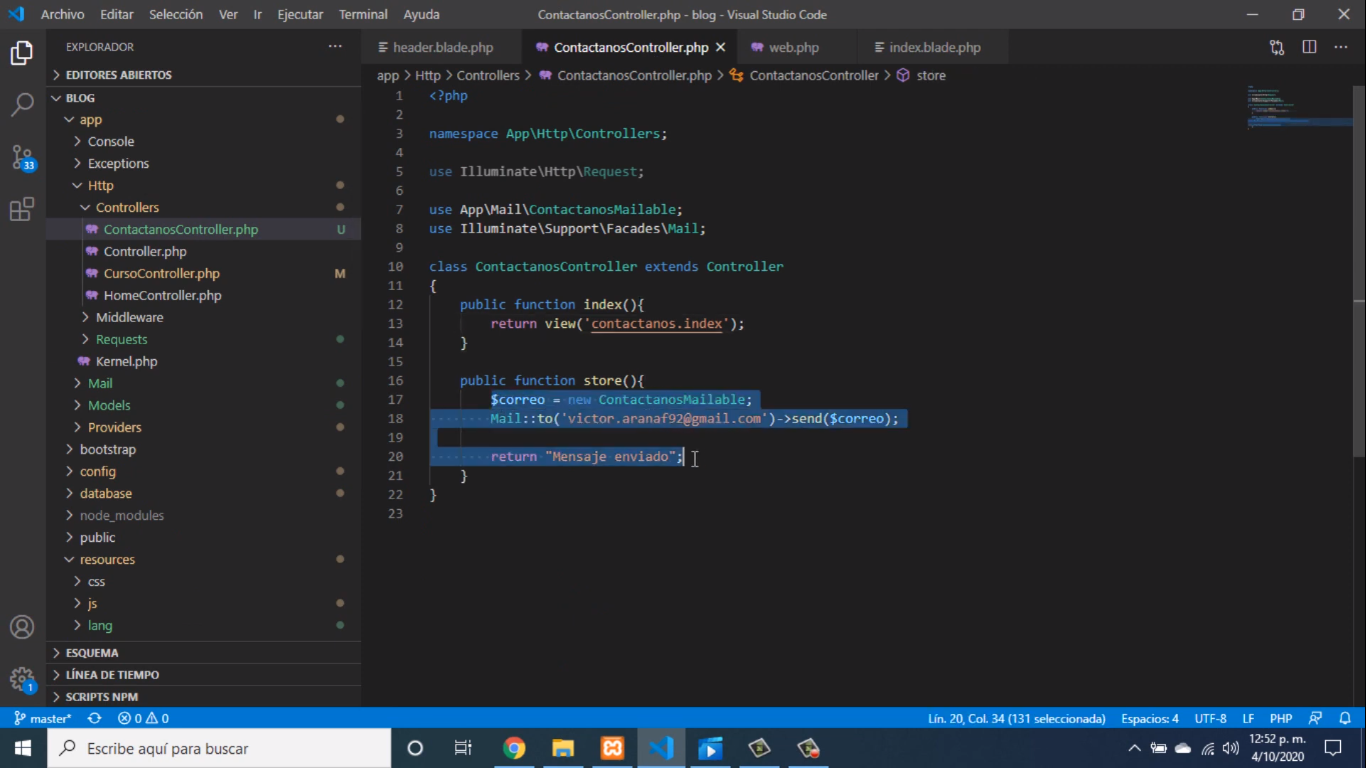 Archivo Editar Selección Ver Ir Ejecutar Terminal Ayuda
ContactanosController.php - blog - Visual Studio Code
EXPLORADOR
EDITORES ABIERTOS
BLOG
app
Console
Exceptions
Http
Controllers
ContactanosController.php U
Controller.php
CursoController.php M
HomeController.php
Middleware
Requests
Kernel.php
Mail
Models
Providers
bootstrap
config
database
node_modules
public
resources
css
js
lang
ESQUEMA
LÍNEA DE TIEMPO
SCRIPTS NPM
33
1
header.blade.php ContactanosController.php web.php index.blade.php
app > Http > Controllers > ContactanosController.php > ContactanosController > store
1 <?php
2
3 namespace App\Http\Controllers;
4
5 use Illuminate\Http\Request;
6
7 use App\Mail\ContactanosMailable;
8 use Illuminate\Support\Facades\Mail;
9
10 class ContactanosController extends Controller
11 {
12 public function index(){
13 return view('contactanos.index');
14 }
15
16 public function store(){
17 $correo = new ContactanosMailable;
18 Mail::to('victor.aranaf92@gmail.com')->send($correo);
19
20 return "Mensaje enviado";
21 }
22 }
23
master* 0 0 Lín. 20, Col. 34 (131 seleccionada) Espacios: 4 UTF-8 LF PHP
Escribe aquí para buscar
12:52 p. m.
4/10/2020